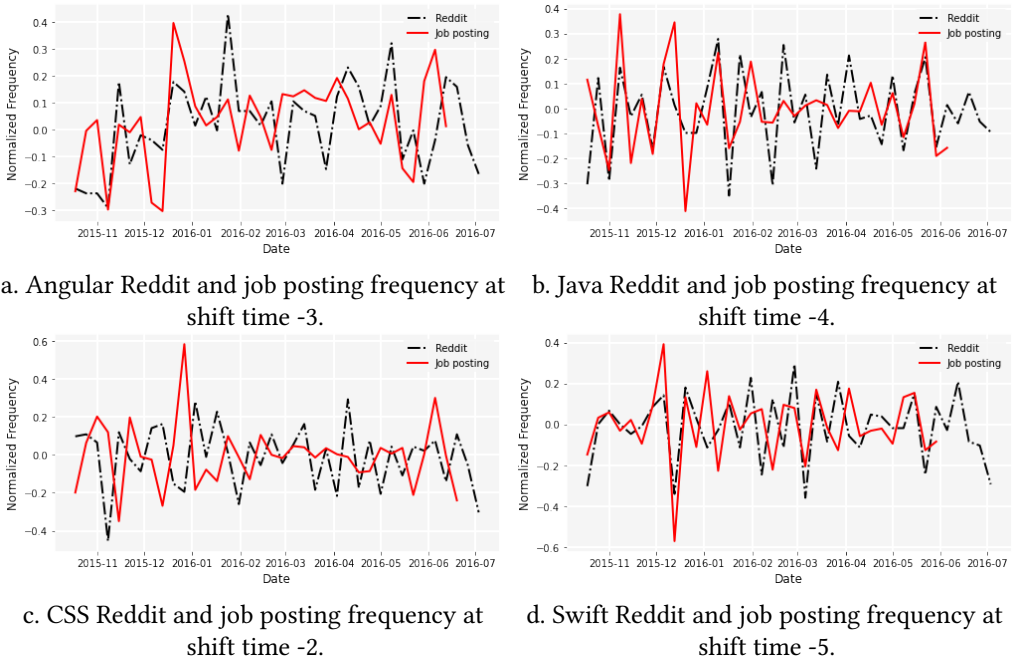 Normalized Frequency
0.4
0.3
0.2
0.1
0.0
−0.1
−0.2
−0.3
Reddit
Job posting
2015-11 2015-12 2016-01 2016-02 2016-03 2016-04 2016-05 2016-06 2016-07
Date
Normalized Frequency
0.4
0.3
0.2
0.1
0.0
−0.1
−0.2
−0.3
−0.4
Reddit
Job posting
2015-11 2015-12 2016-01 2016-02 2016-03 2016-04 2016-05 2016-06 2016-07
Date
a. Angular Reddit and job posting frequency at
shift time -3.
b. Java Reddit and job posting frequency at
shift time -4.
Normalized Frequency
0.6
0.4
0.2
0.0
−0.2
−0.4
Reddit
Job posting
2015-11 2015-12 2016-01 2016-02 2016-03 2016-04 2016-05 2016-06 2016-07
Date
Normalized Frequency
0.4
0.2
0.0
−0.2
−0.4
−0.6
Reddit
Job posting
2015-11 2015-12 2016-01 2016-02 2016-03 2016-04 2016-05 2016-06 2016-07
Date
c. CSS Reddit and job posting frequency at
shift time -2.
d. Swift Reddit and job posting frequency at
shift time -5.